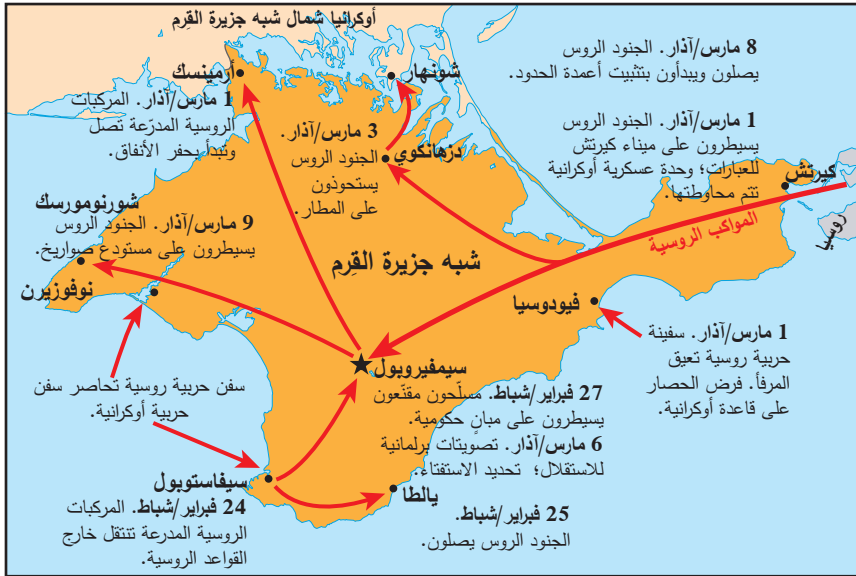 أوكرانيا شمال شبه جزيرة القِرم
8 مارس/آذار. الجنود الروس
يصلون ويبدأون بتثبيت أعمدة الحدود.
شونهار
أرمينسك
1 مارس/آذار. المركبات
الروسية المدرّعة تصل
وتبدأ بحفر الأنفاق.
3 مارس/آذار.
الجنود الروس
يستحوذون
على المطار.
دزهانكوي
1 مارس/آذار. الجنود الروس
يسيطرون على ميناء كيرتش
للعبارات؛ وحدة عسكرية أوكرانية
تتم محاوطتها.
كيرتش
روسيا
المواكب الروسية
شورنومورسك
9 مارس/آذار. الجنود الروس
يسيطرون على مستودع صواريخ.
شبه جزيرة القِرم
نوفوزيرن
فيودوسيا
1 مارس/آذار. سفينة
حربية روسية تعيق
المرفأ. فرض الحصار
على قاعدة أوكرانية.
سيمفيروبول
27 فبراير/شباط. مسلّحون مقنّعون
يسيطرون على مبانٍ حكومية.
6 مارس/آذار. تصويتات برلمانية
للاستقلال؛ تحديد الاستفتاء.
سفن حربية روسية تحاصر سفن
حربية أوكرانية.
سيفاستوبول
24 فبراير/شباط. المركبات
الروسية المدرعة تنتقل خارج
القواعد الروسية.
يالطا
25 فبراير/شباط.
الجنود الروس يصلون.